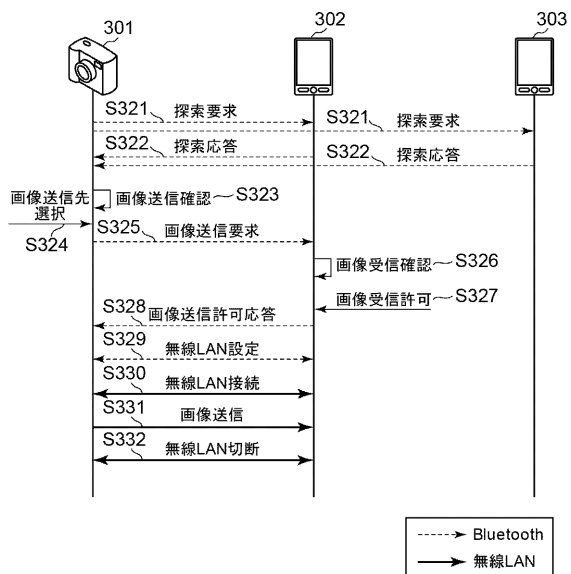 301
302
303
S321
探索要求
S321
探索要求
S322
探索応答
S322
探索応答
画像送信先
選択
画像送信確認
S323
S324
S325
画像送信要求
画像受信確認
S326
画像受信許可
S327
S328
画像送信許可応答
S329
無線LAN設定
S330
無線LAN接続
S331
画像送信
S332
無線LAN切断
Bluetooth
無線LAN